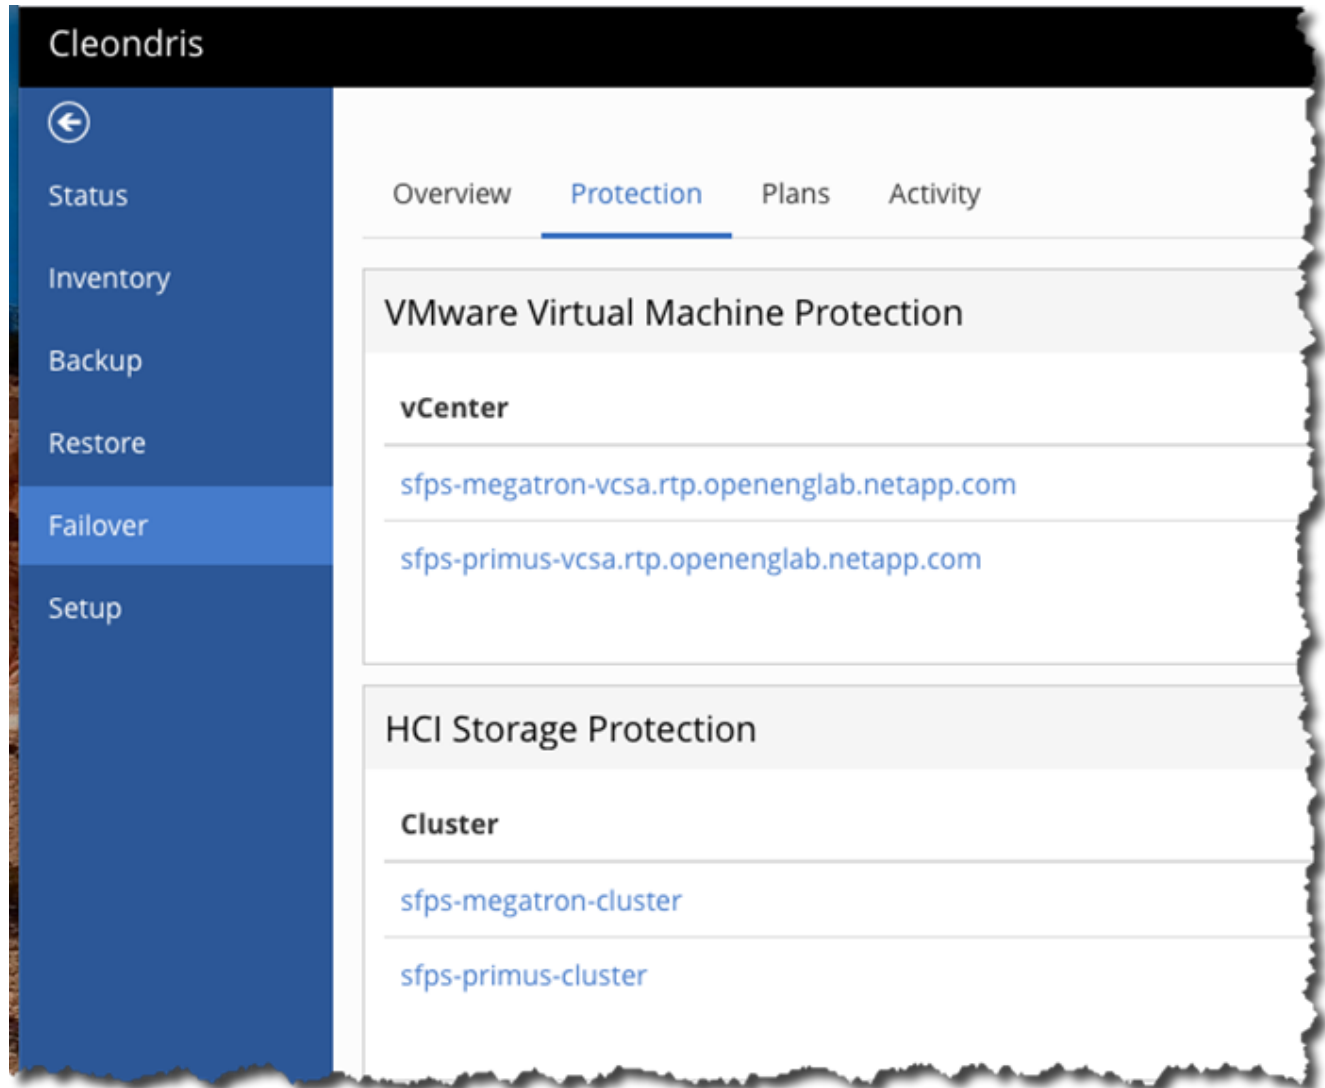 Cleondris
Status
Inventory
Backup
Restore
Failover
Setup
Overview Protection Plans Activity
VMware Virtual Machine Protection
vCenter
sfps-megatron-vcsa.rtp.openenglab.netapp.com
sfps-primus-vcsa.rtp.openenglab.netapp.com
HCI Storage Protection
Cluster
sfps-megatron-cluster
sfps-primus-cluster